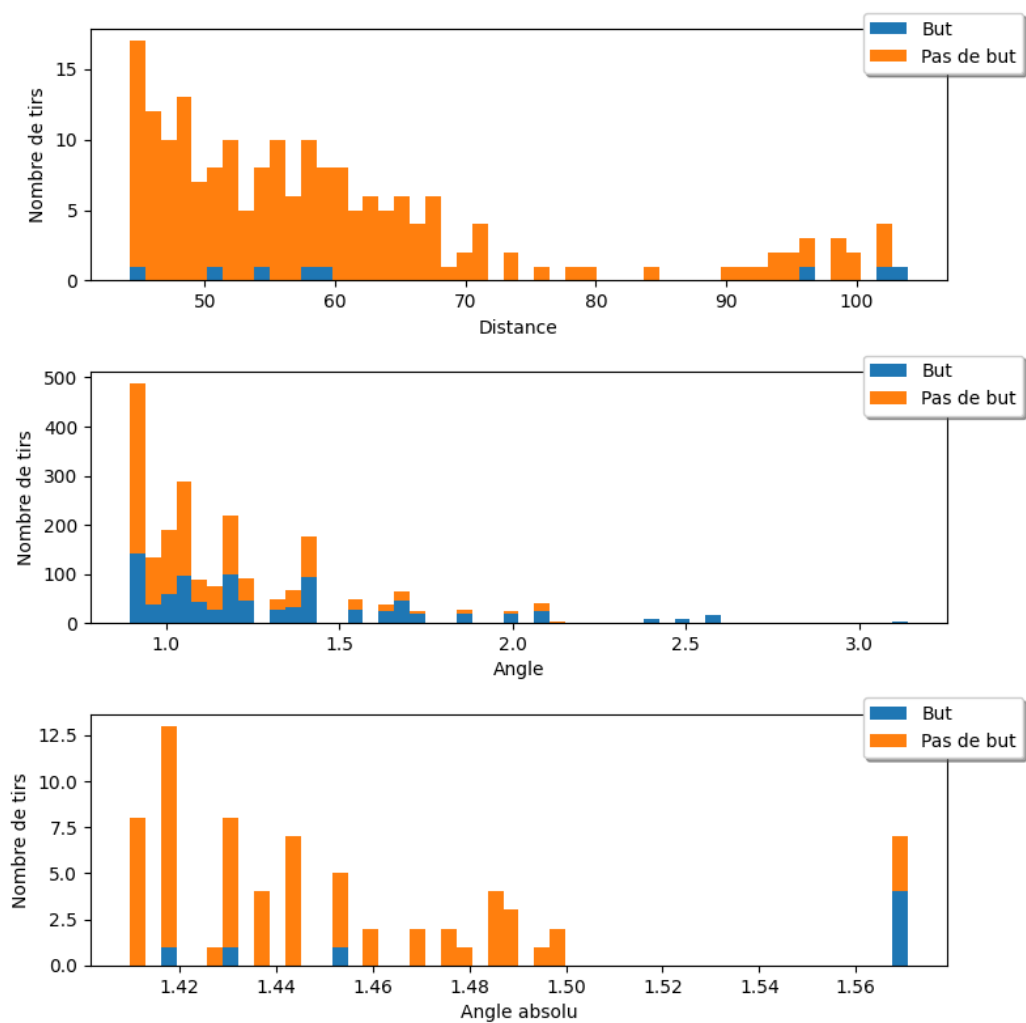 But
Pas de but
Nombre de tirs
15
10
5
0
50
60
70
80
90
100
Distance
But
Pas de but
Nombre de tirs
500
400
300
200
100
0
1.0
1.5
2.0
2.5
3.0
Angle
But
Pas de but
Nombre de tirs
12.5
10.0
7.5
5.0
2.5
0.0
1.42
1.44
1.46
1.48
1.50
1.52
1.54
1.56
Angle absolu